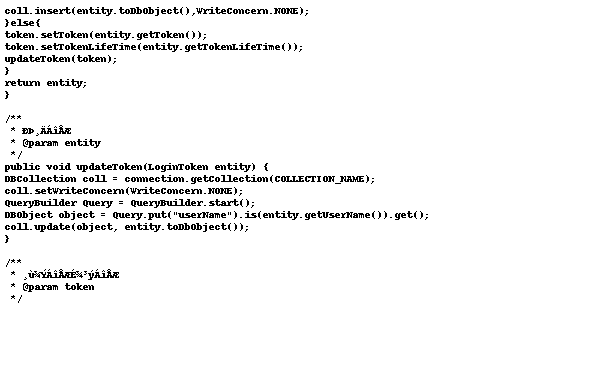 coll.insert(entity.toDbObject(),WriteConcern.NONE);
}else{
token.setToken(entity.getToken());
token.setTokenLifeTime(entity.getTokenLifeTime());
updateToken(token);
}
return entity;
}

/**
 * ÐÞ¸ÄÁîÅÆ
 * @param entity
 */
public void updateToken(LoginToken entity) {
DBCollection coll = connection.getCollection(COLLECTION_NAME);
coll.setWriteConcern(WriteConcern.NONE);
QueryBuilder Query = QueryBuilder.start();
DBObject object = Query.put("userName").is(entity.getUserName()).get();
coll.update(object, entity.toDbObject());
}

/**
 * ¸ù¾ÝÁîÅÆÉ¾³ýÁîÅÆ
 * @param token
 */